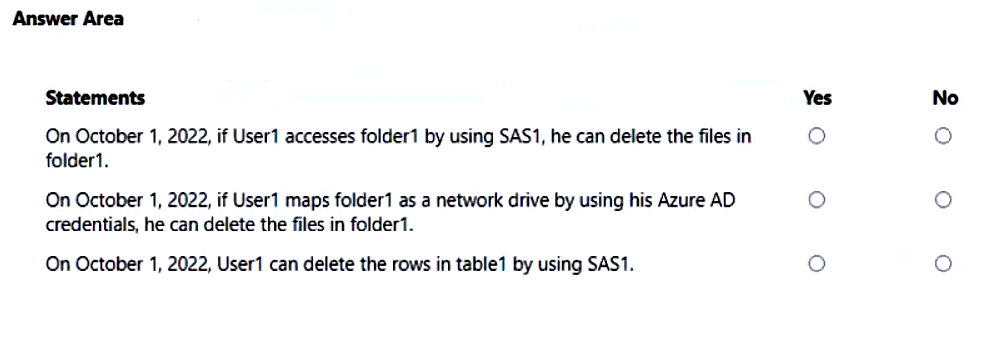 Answer Area
Statements Yes No
On October 1, 2022, if User1 accesses folder1 by using SAS1, he can delete the files in
folder1.
On October 1, 2022, if User1 maps folder1 as a network drive by using his Azure AD
credentials, he can delete the files in folder1.
On October 1, 2022, User1 can delete the rows in table1 by using SAS1.